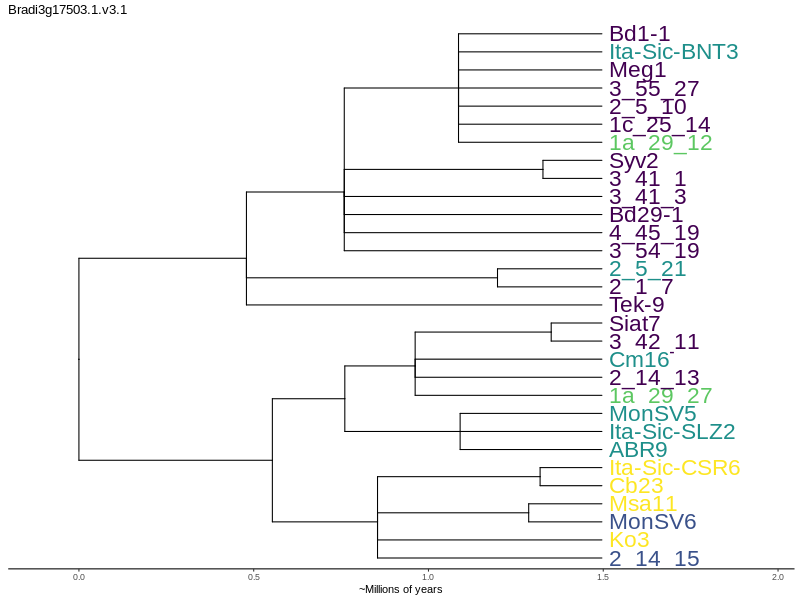 Bradi3g17503.1.v3.1
Bd1-1
Ita-Sic-BNT3
Meg1
3_55_27
2_5_10
1c_25_14
1a_29_12
Syv2
3_41_1
3_41_3
Bd29-1
4_45_19
3_54_19
2_5_21
2_1_7
Tek-9
Siat7
3_42_11
Cm16
2_14_13
1a_29_27
MonSV5
Ita-Sic-SLZ2
ABR9
Ita-Sic-CSR6
Cb23
Msa11
MonSV6
Ko3
2_14_15
0.0 0.5 1.0 1.5 2.0
~Millions of years